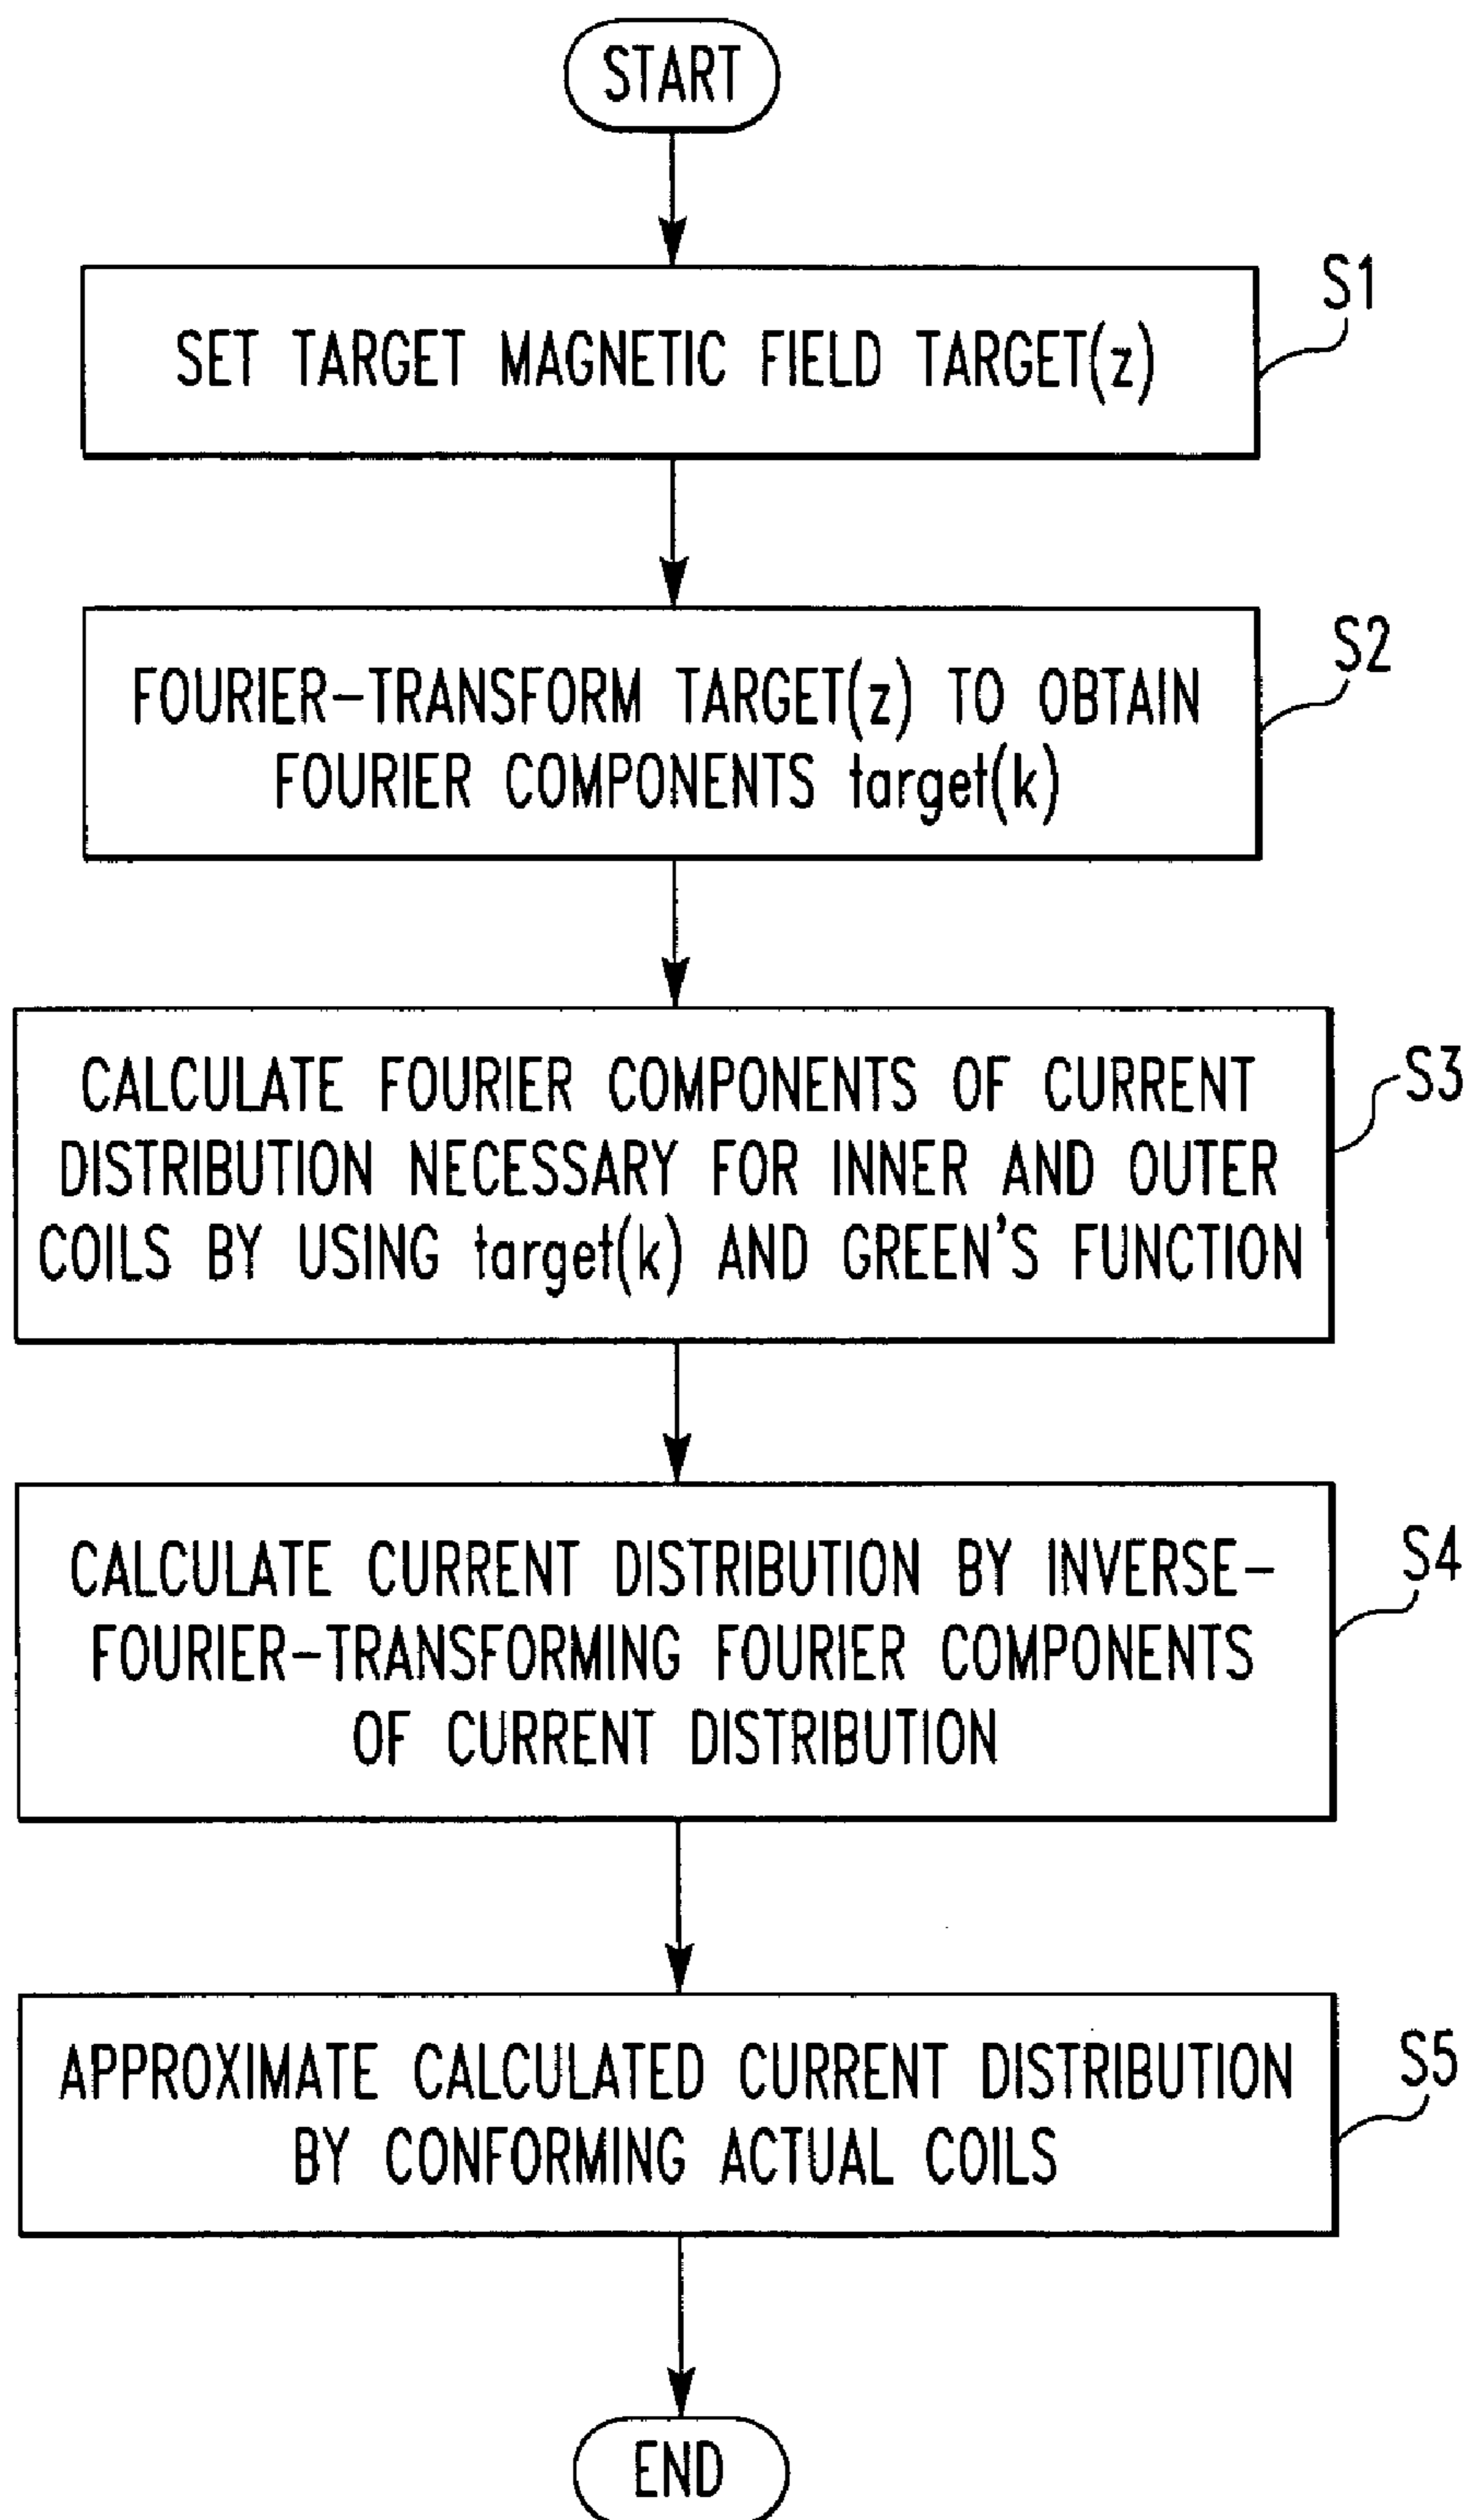 START
S1
SET TARGET MAGNETIC FIELD TARGET(z)
S2
FOURIER-TRANSFORM TARGET(z) TO OBTAIN
FOURIER COMPONENTS target(k)
S3
CALCULATE FOURIER COMPONENTS OF CURRENT
DISTRIBUTION NECESSARY FOR INNER AND OUTER
COILS BY USING target(k) AND GREEN'S FUNCTION
S4
CALCULATE CURRENT DISTRIBUTION BY INVERSE-
FOURIER-TRANSFORMING FOURIER COMPONENTS
OF CURRENT DISTRIBUTION
S5
APPROXIMATE CALCULATED CURRENT DISTRIBUTION
BY CONFORMING ACTUAL COILS
END